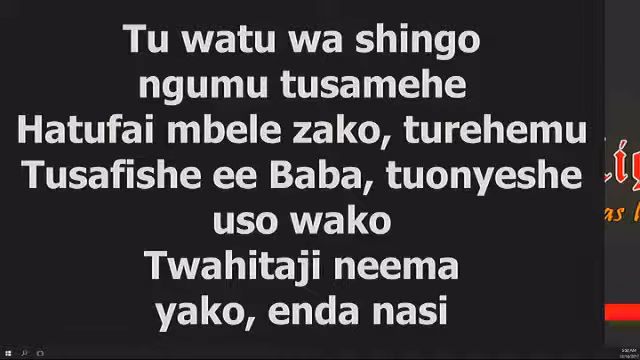 Tu watu wa shingo
ngumu tusamehe
Hatufai mbele zako, turehemu
Tusafishe ee Baba, tuonyeshe
uso wako
Twahitaji neema
yako, enda nasi